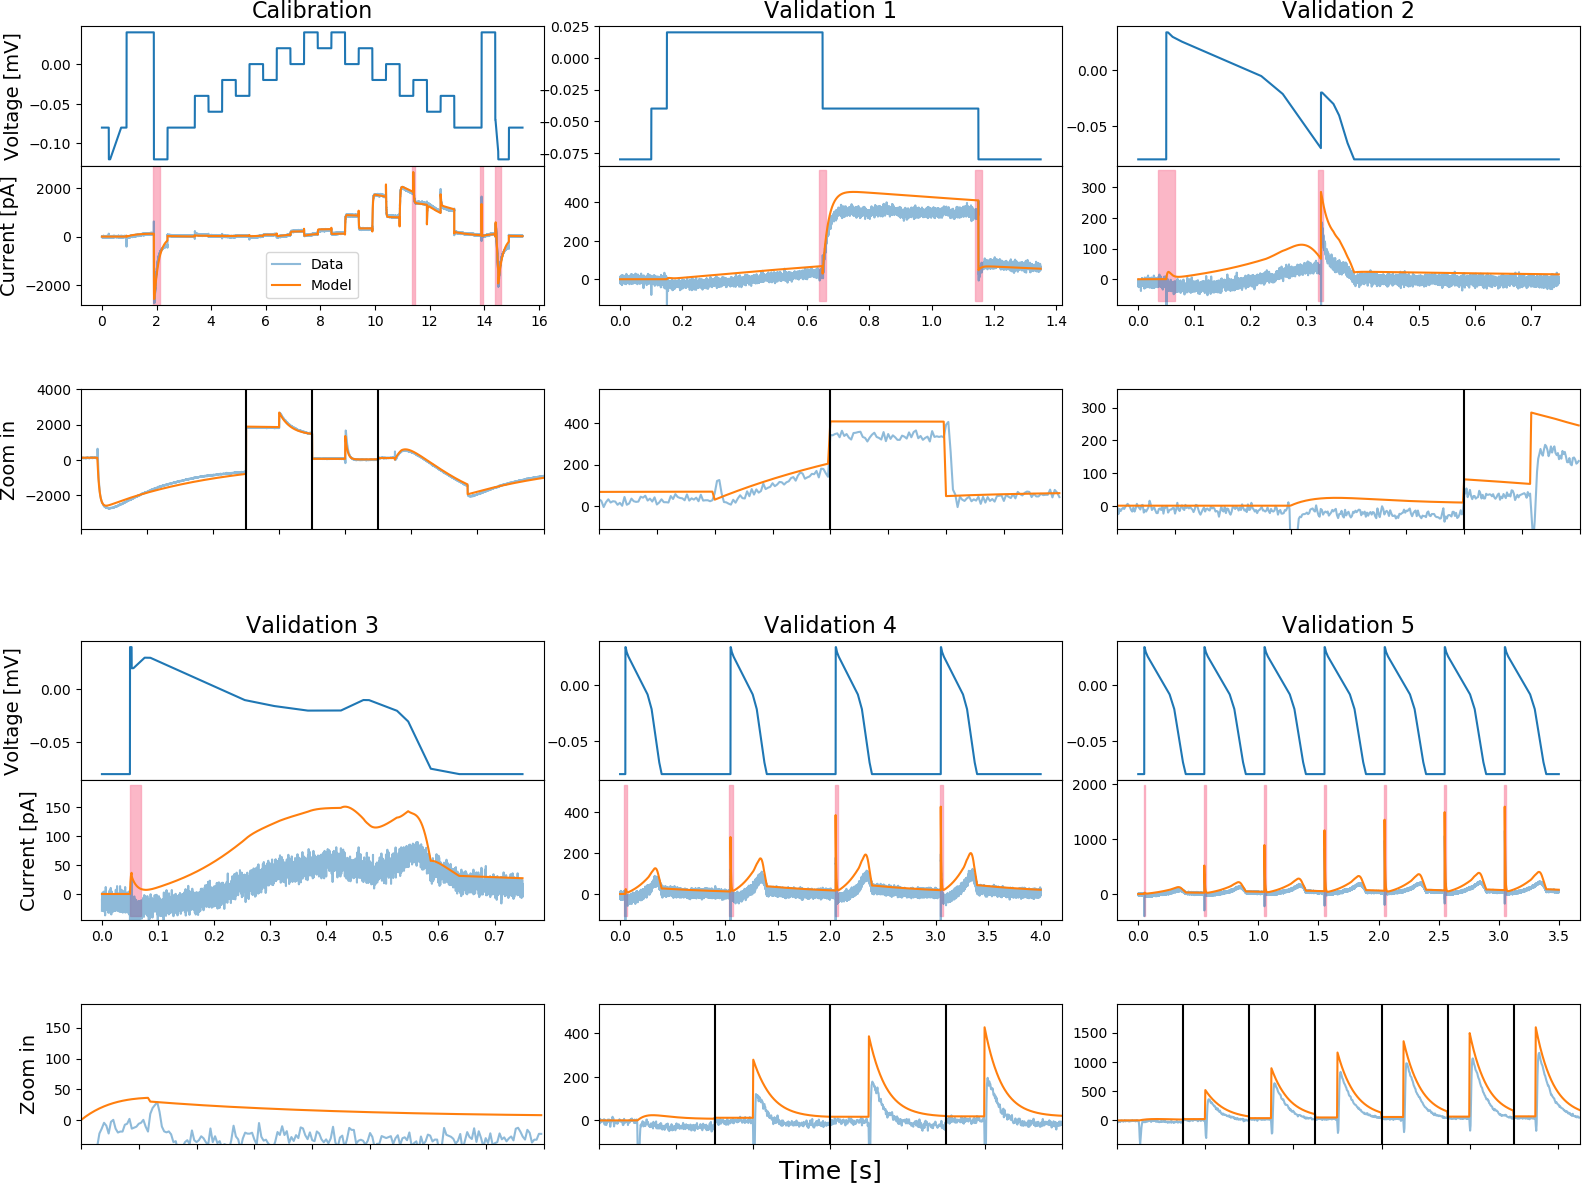 Calibration
Validation 1
Validation 2
Voltage [mV]
0.00
−0.05
−0.10
0.025
0.000
−0.025
−0.050
−0.075
0.00
−0.05
Current [pA]
2000
0
−2000
Data
Model
400
200
0
300
200
100
0
0 2 4 6 8 10 12 14 16
0.0 0.2 0.4 0.6 0.8 1.0 1.2 1.4
0.0 0.1 0.2 0.3 0.4 0.5 0.6 0.7
Zoom in
4000
2000
0
−2000
400
200
0
300
200
100
0
Validation 3
Validation 4
Validation 5
Voltage [mV]
0.00
−0.05
0.00
−0.05
0.00
−0.05
Current [pA]
150
100
50
0
400
200
0
2000
1000
0
0.0 0.1 0.2 0.3 0.4 0.5 0.6 0.7
0.0 0.5 1.0 1.5 2.0 2.5 3.0 3.5 4.0
0.0 0.5 1.0 1.5 2.0 2.5 3.0 3.5
Zoom in
150
100
50
0
400
200
0
1500
1000
500
0
Time [s]